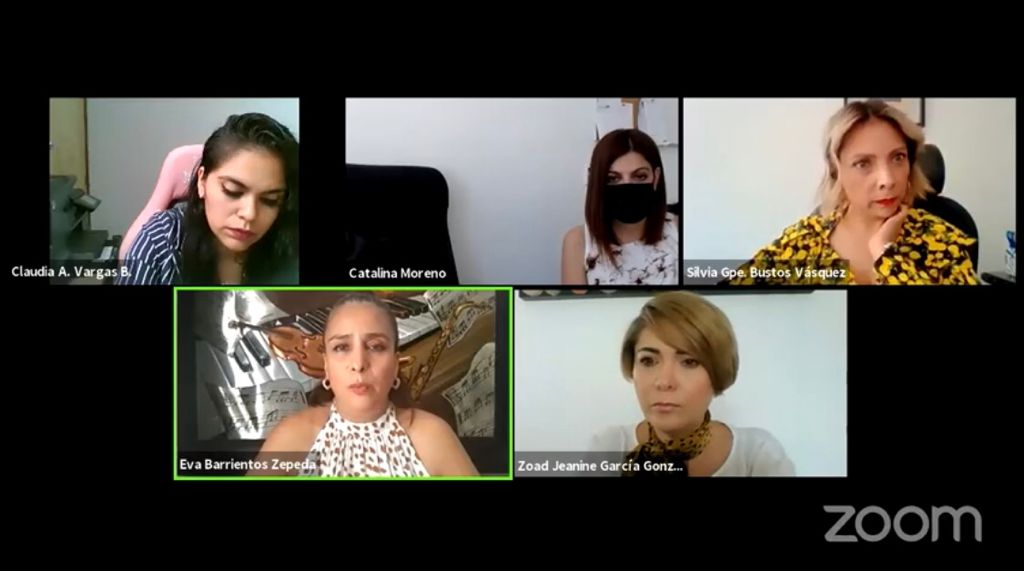 Claudia A. Vargas B.
Catalina Moreno
Silvia Gpe. Bustos Vásquez
Eva Barrientos Zepeda
Zoad Jeanine García Gonz...
zoom